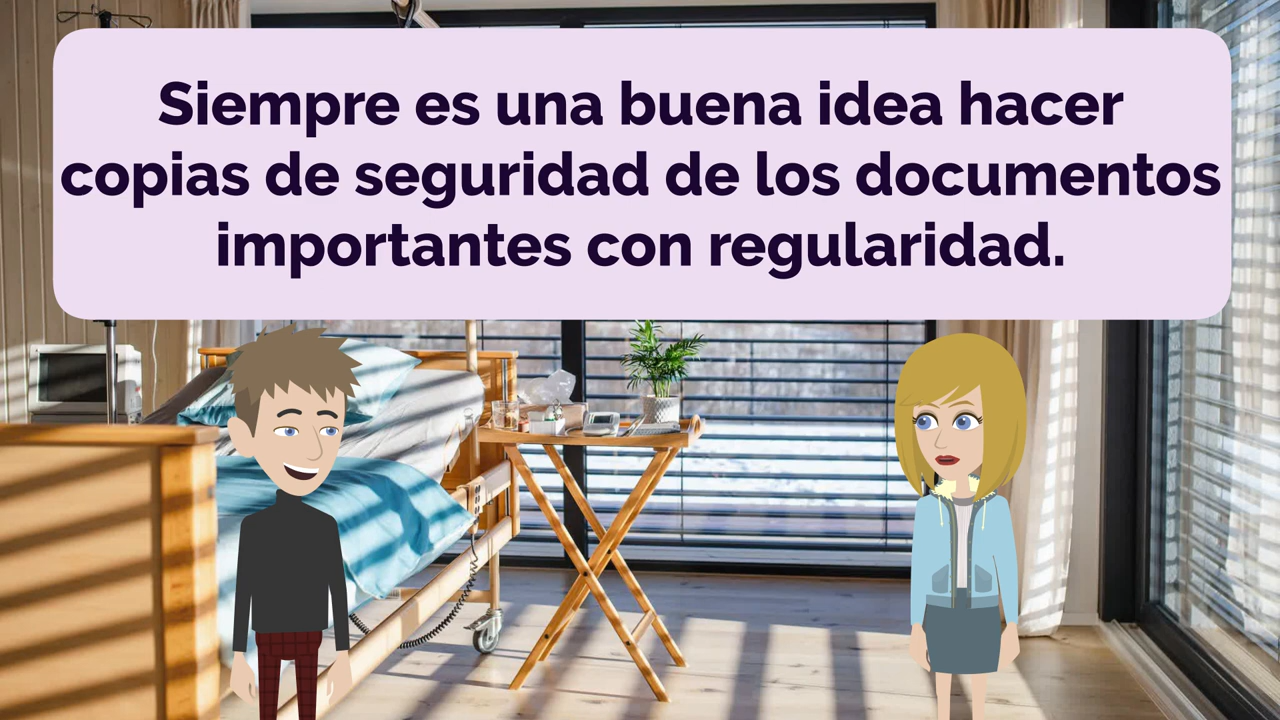 Siempre es una buena idea hacer
copias de seguridad de los documentos
importantes con regularidad.